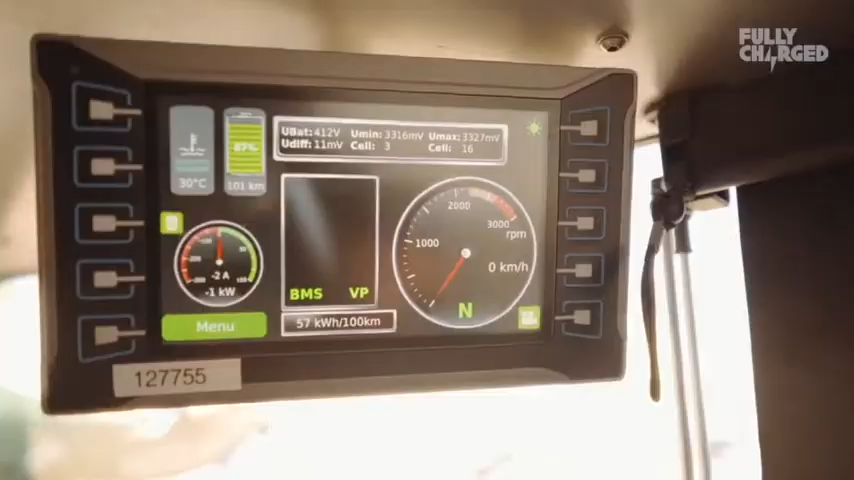 FULLY
CHARGED
UBat: 412V Umin: 3316mV Umax: 3327mV
Udiff: 11mV Cell: 3 Cell: 16
87%
30°C
101 km
2000
3000
rpm
1000
0 km/h
-2 A
-1 kW
BMS VP
N
Menu
57 kWh/100km
127755